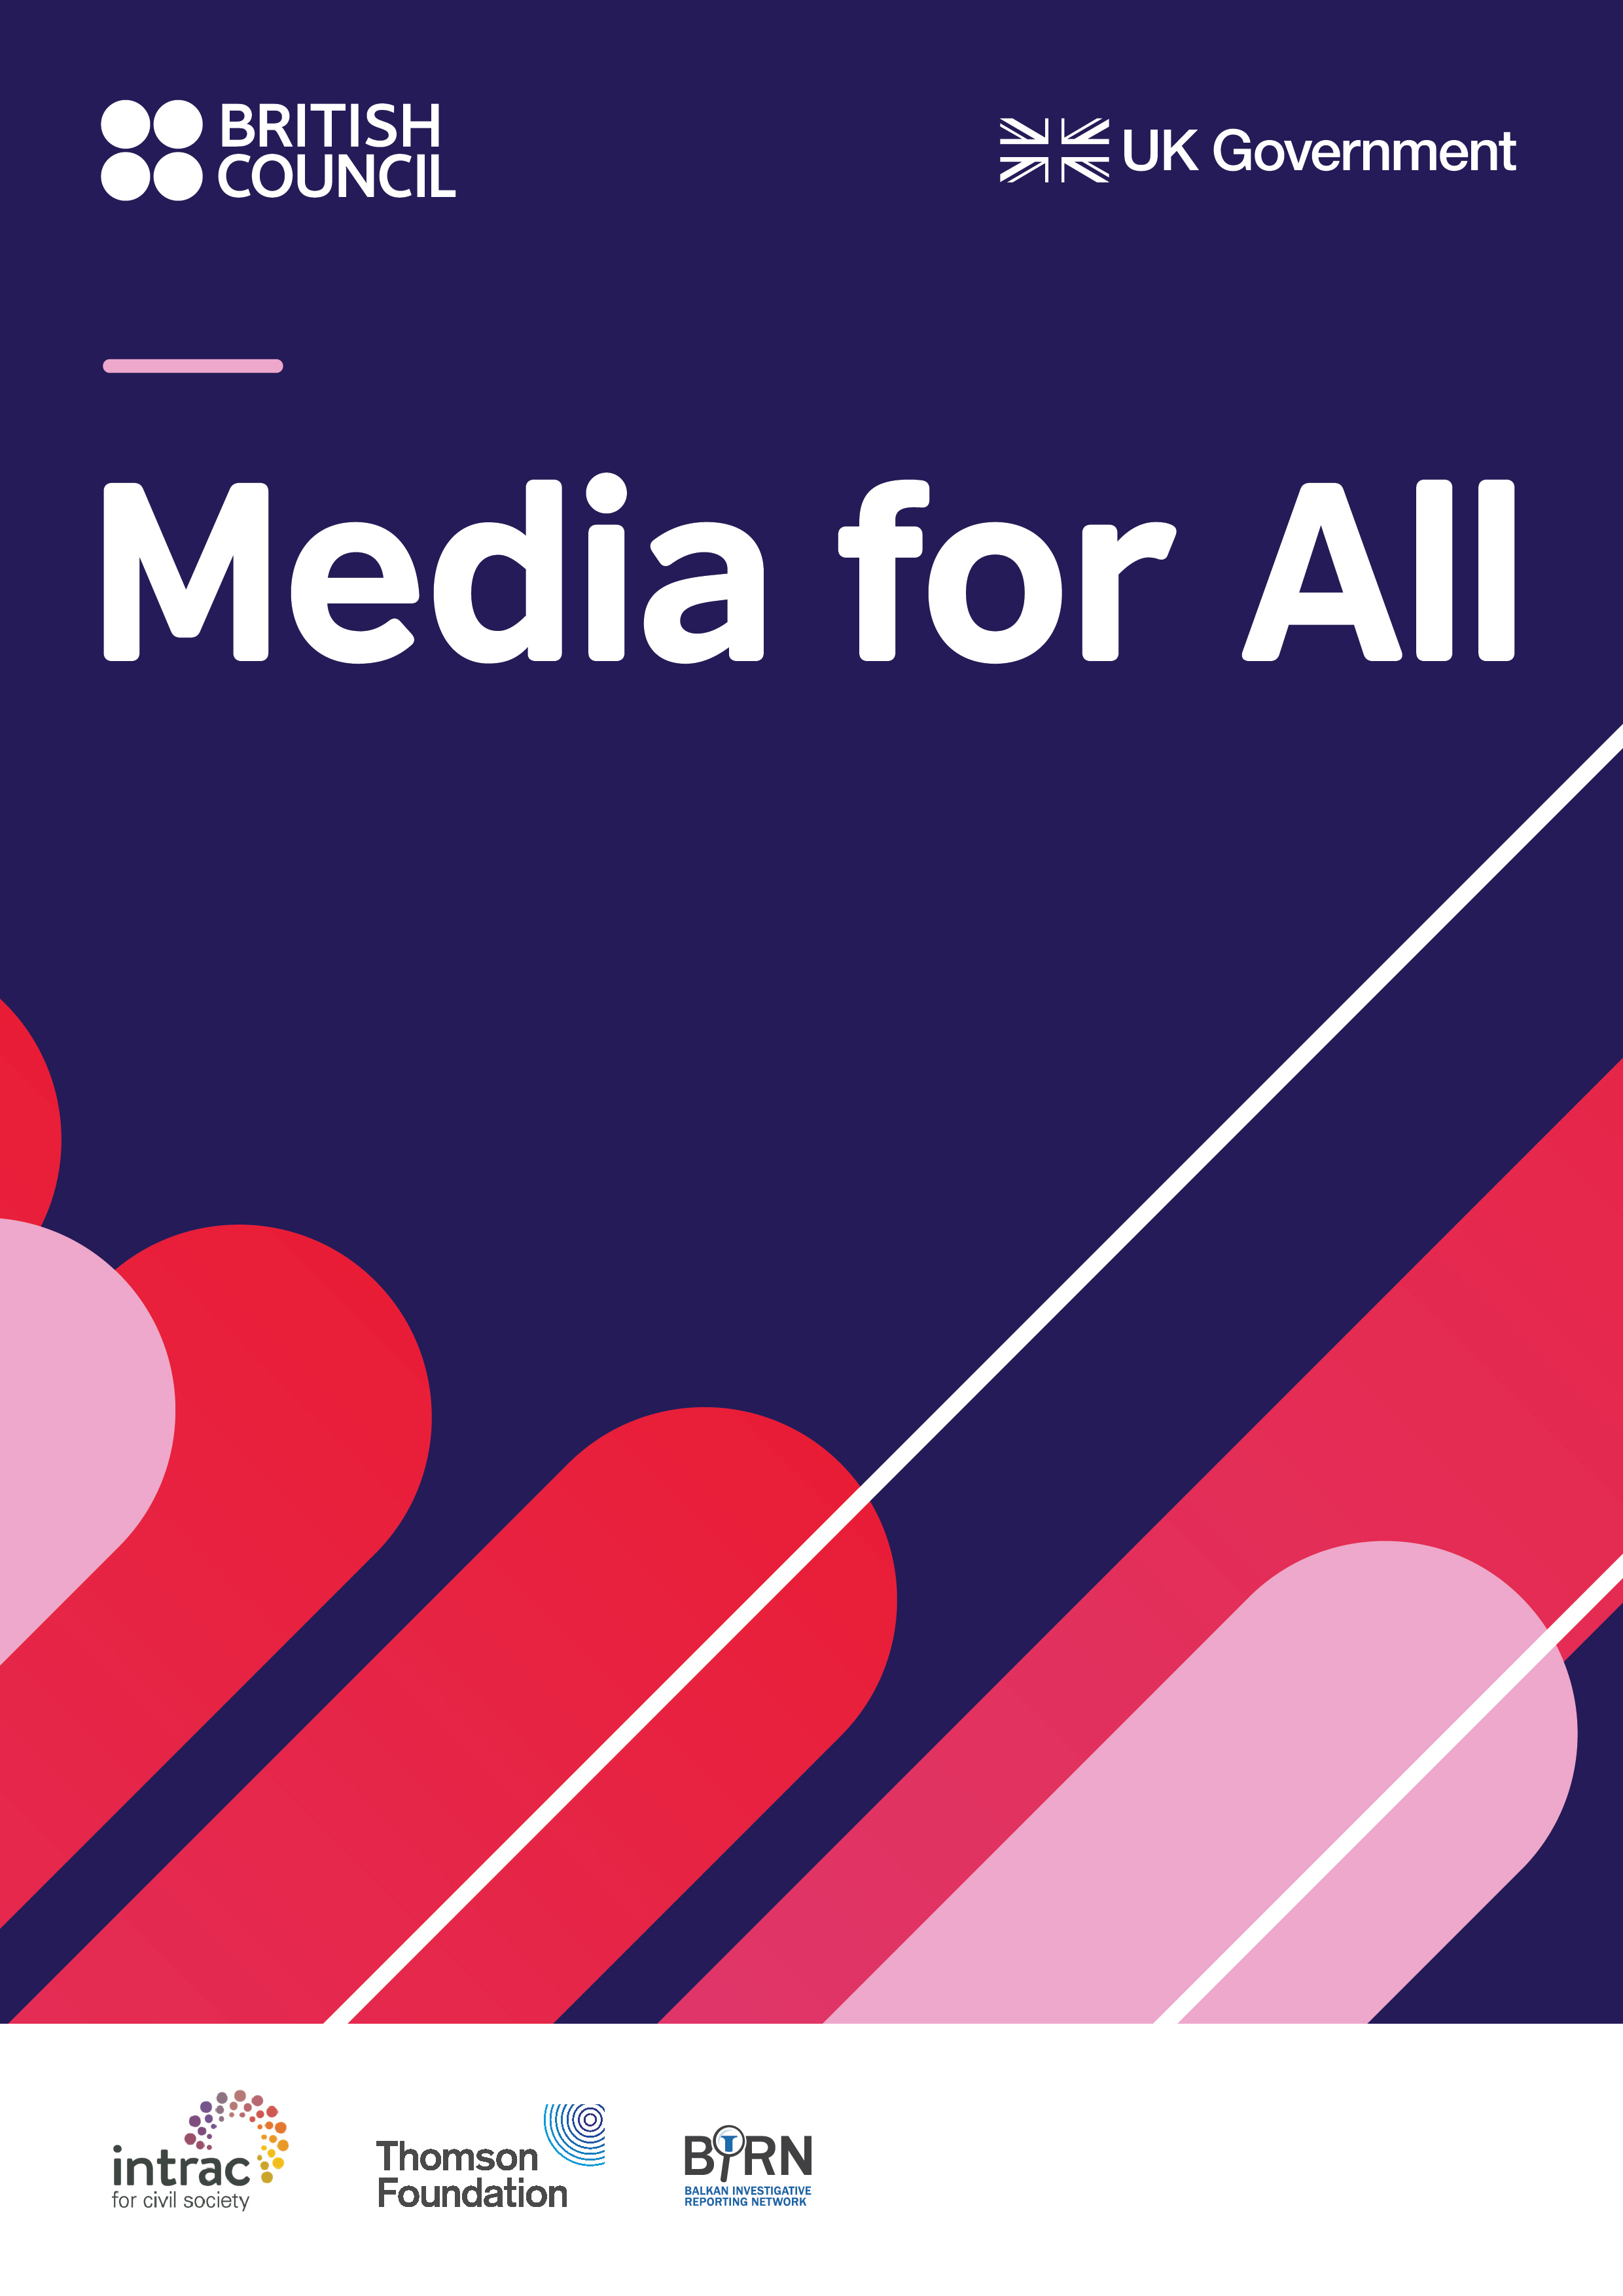 BRITISH
COUNCIL
UK Government
Media for All
intrac
for civil society
Thomson
Foundation
BIRN
BALKAN INVESTIGATIVE
REPORTING NETWORK